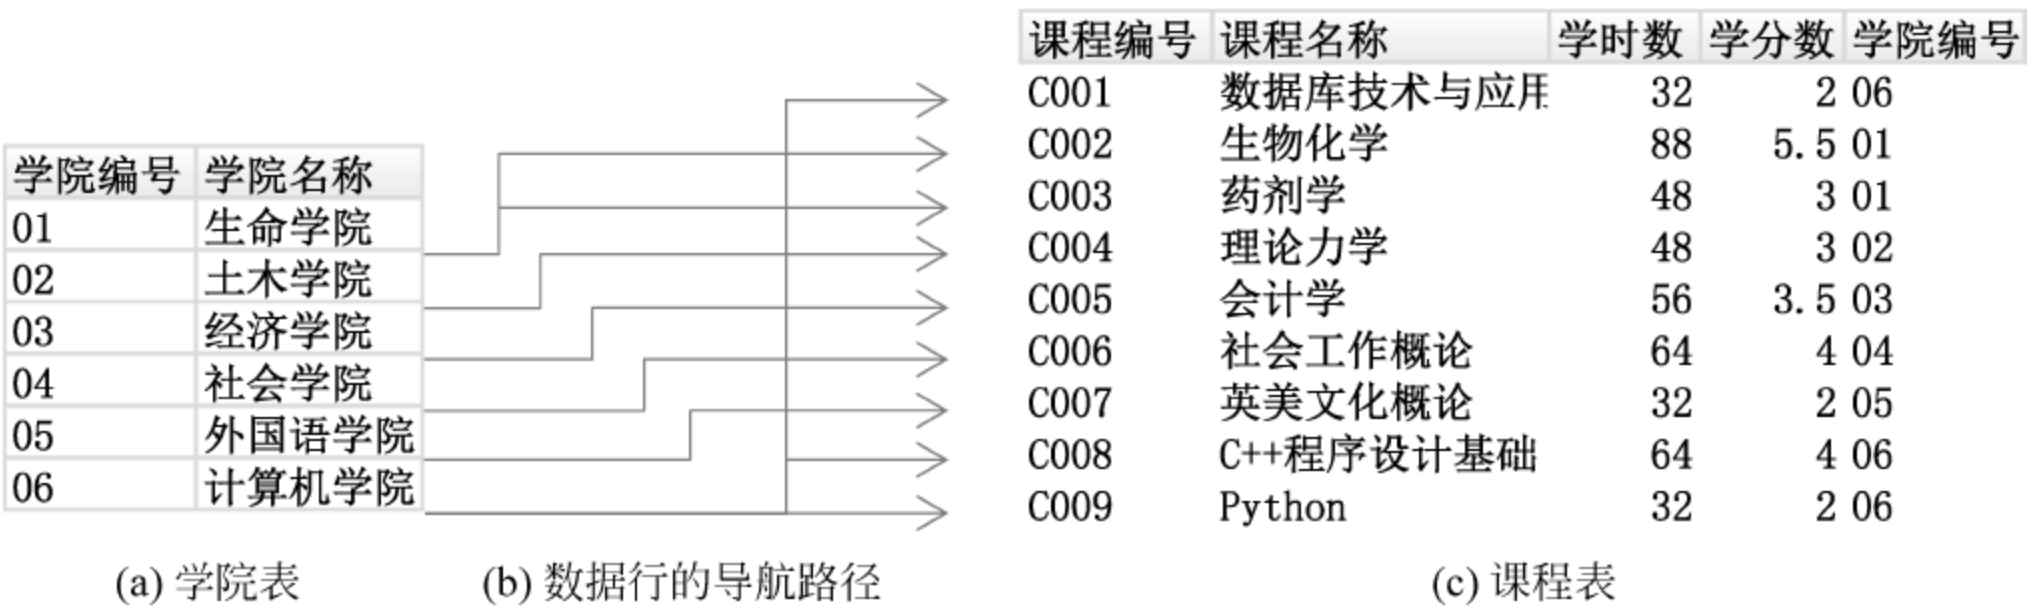 学院编号 学院名称
01 生命学院
02 土木学院
03 经济学院
04 社会学院
05 外国语学院
06 计算机学院
(a) 学院表
(b) 数据行的导航路径
课程编号 课程名称 学时数 学分数 学院编号
C001 数据库技术与应用 32 2 06
C002 生物化学 88 5.5 01
C003 药剂学 48 3 01
C004 理论力学 48 3 02
C005 会计学 56 3.5 03
C006 社会工作概论 64 4 04
C007 英美文化概论 32 2 05
C008 C++程序设计基础 64 4 06
C009 Python 32 2 06
(c) 课程表